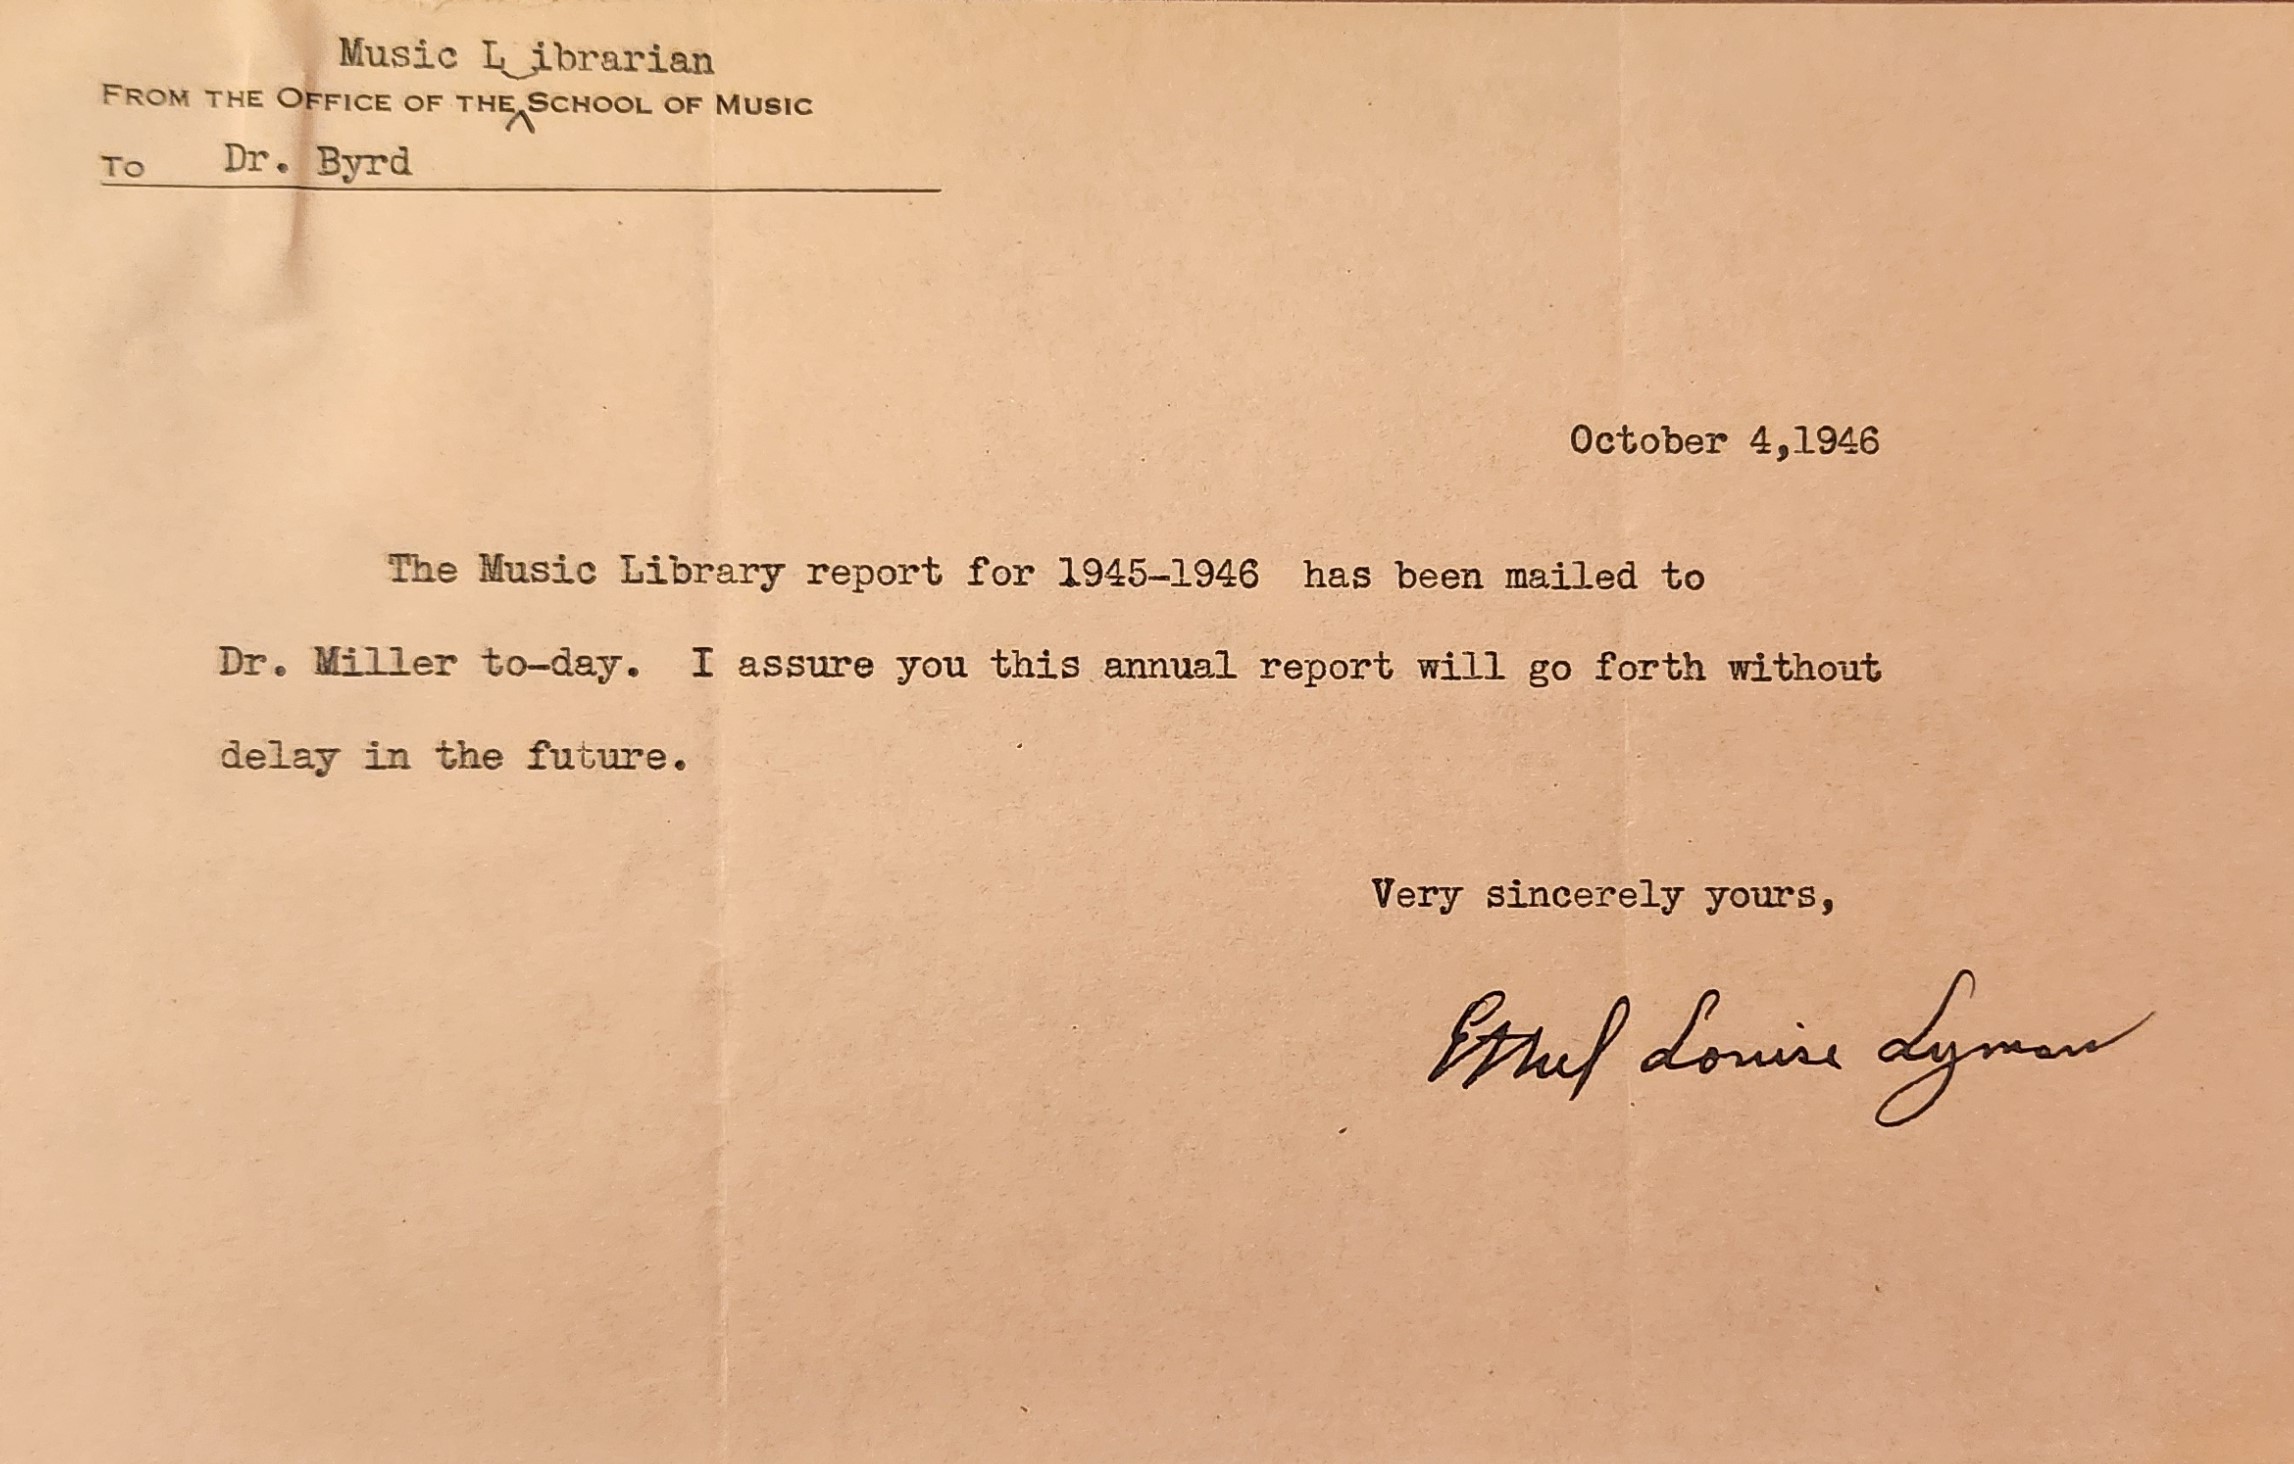 Music Librarian
FROM THE OFFICE OF THE ^ SCHOOL OF MUSIC
TO Dr. Byrd
October 4,1946
The Music Library report for 1945-1946 has been mailed to
Dr. Miller to-day. I assure you this annual report will go forth without
delay in the future.
Very sincerely yours,
Ethel Louise Lyman